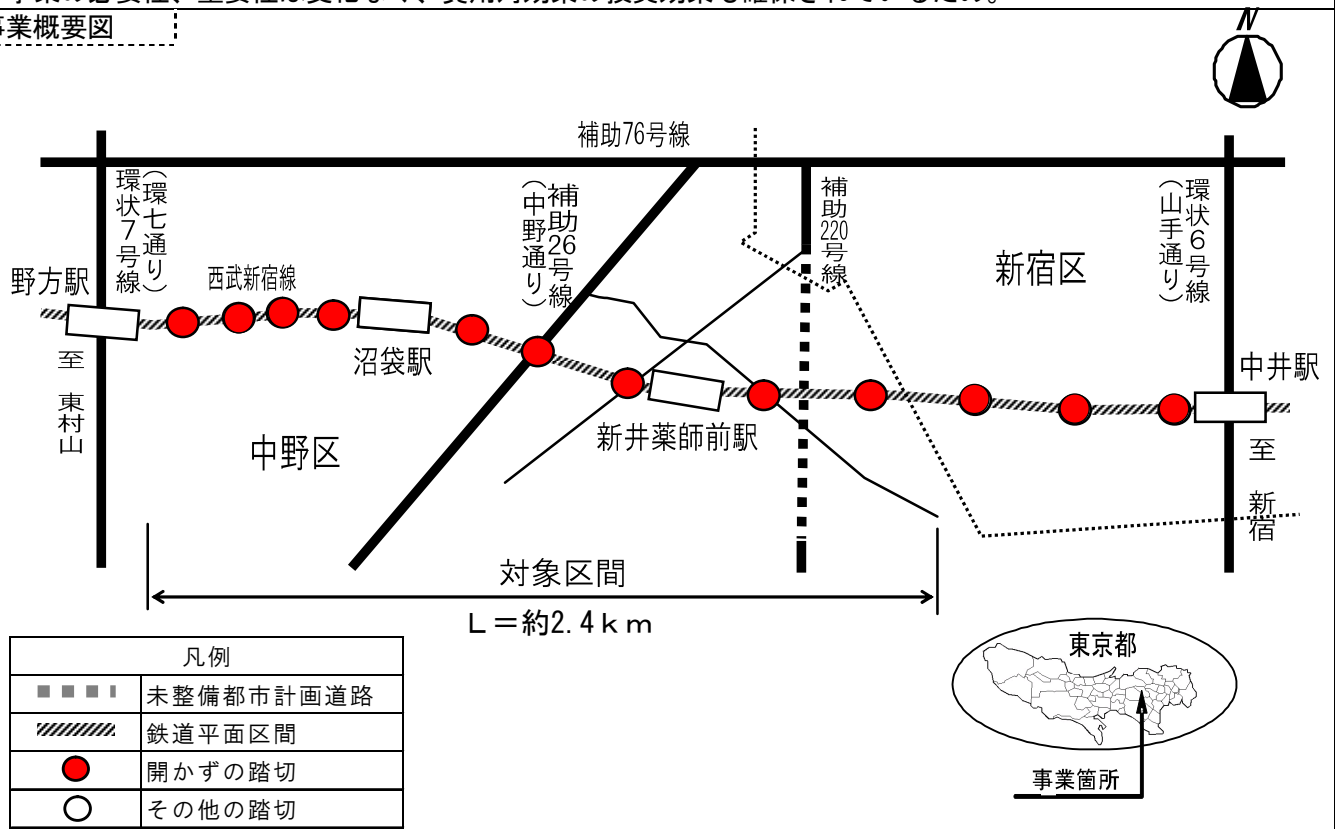 事業概要図
N
補助76号線
環状7号線
(環七通り)
補助26号線
(中野通り)
補助220号線
環状6号線
(山手通り)
新宿区
野方駅
西武新宿線
沼袋駅
中井駅
至 東村山
新井薬師前駅
中野区
至 新宿
対象区間
L=約2.4km
凡例
未整備都市計画道路
鉄道平面区間
開かずの踏切
その他の踏切
東京都
事業箇所